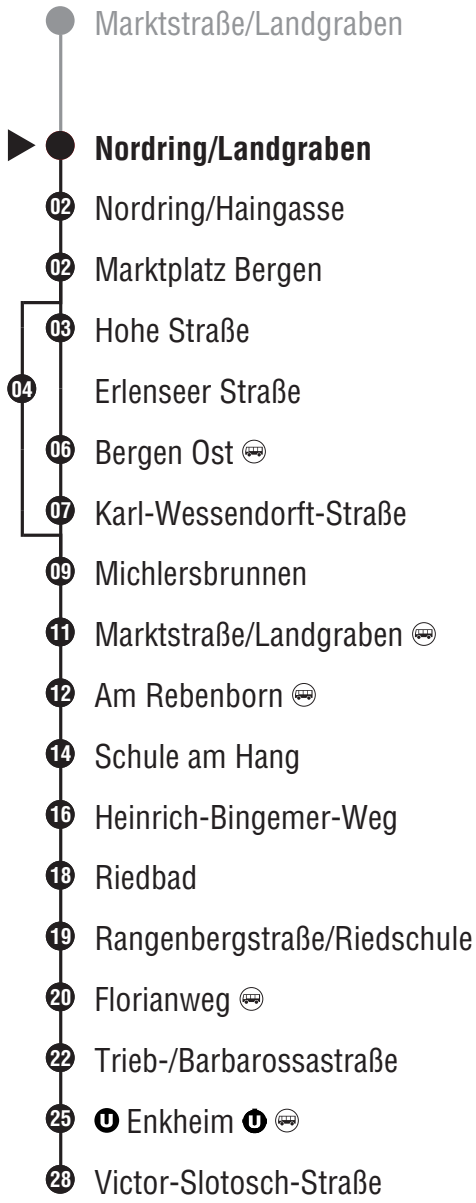 Marktstraße/Landgraben
Nordring/Landgraben
02 Nordring/Haingasse
02 Marktplatz Bergen
03 Hohe Straße
04 Erlenseer Straße
06 Bergen Ost
07 Karl-Wessendorft-Straße
09 Michlersbrunnen
11 Marktstraße/Landgraben
12 Am Rebenborn
14 Schule am Hang
16 Heinrich-Bingemer-Weg
18 Riedbad
19 Rangenbergstraße/Riedschule
20 Florianweg
22 Trieb-/Barbarossastraße
25 U Enkheim U
28 Victor-Slotosch-Straße